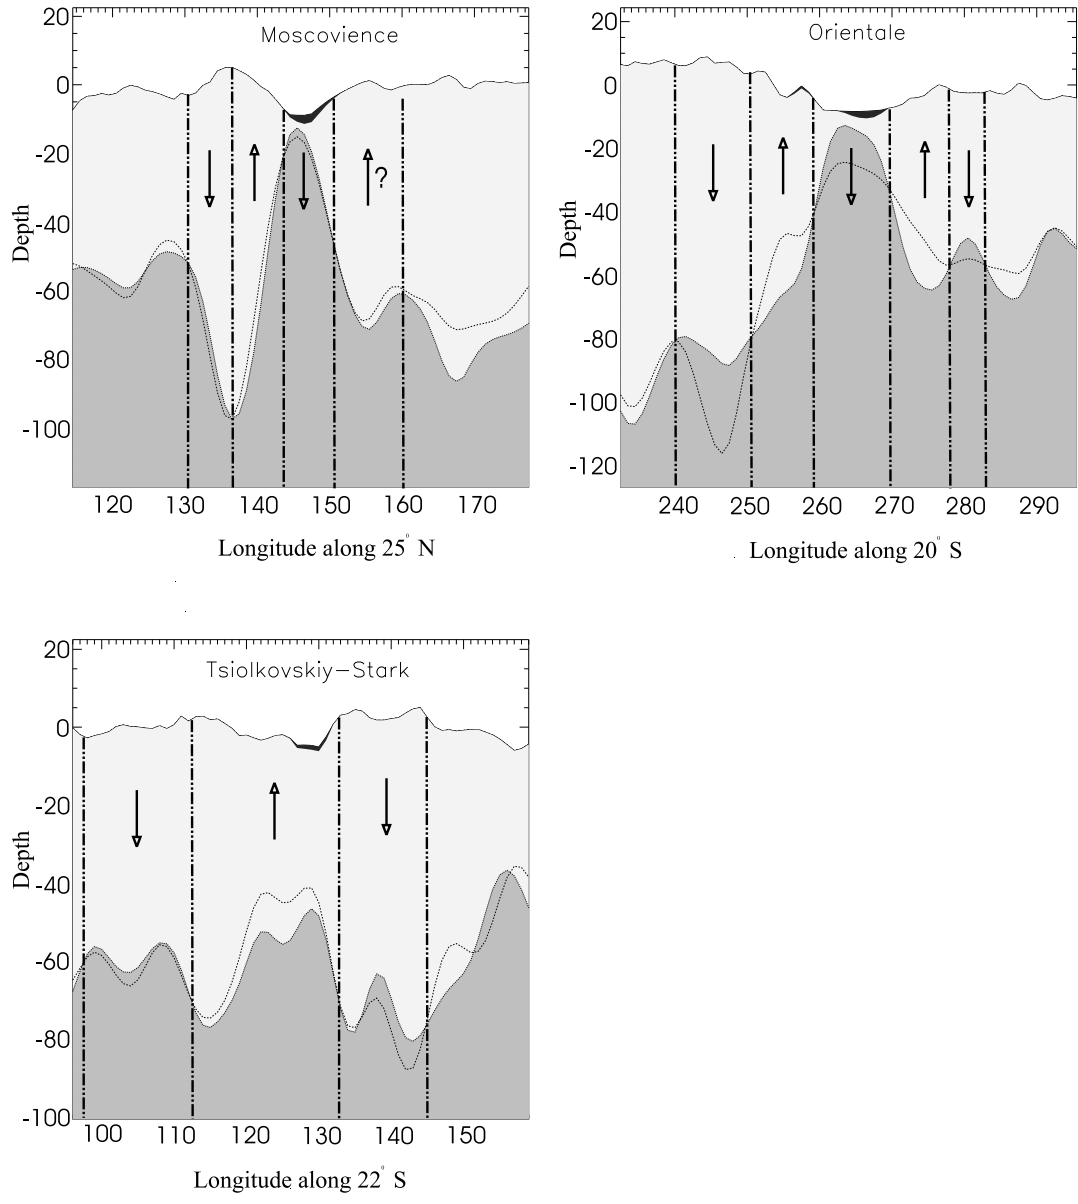 Moscovience
20
0
-20
-40
-60
-80
-100
Depth
?
120 130 140 150 160 170
Longitude along 25° N
Orientale
20
0
-20
-40
-60
-80
-100
-120
Depth
240 250 260 270 280 290
Longitude along 20° S
Tsiolkovskiy-Stark
20
0
-20
-40
-60
-80
-100
Depth
100 110 120 130 140 150
Longitude along 22° S